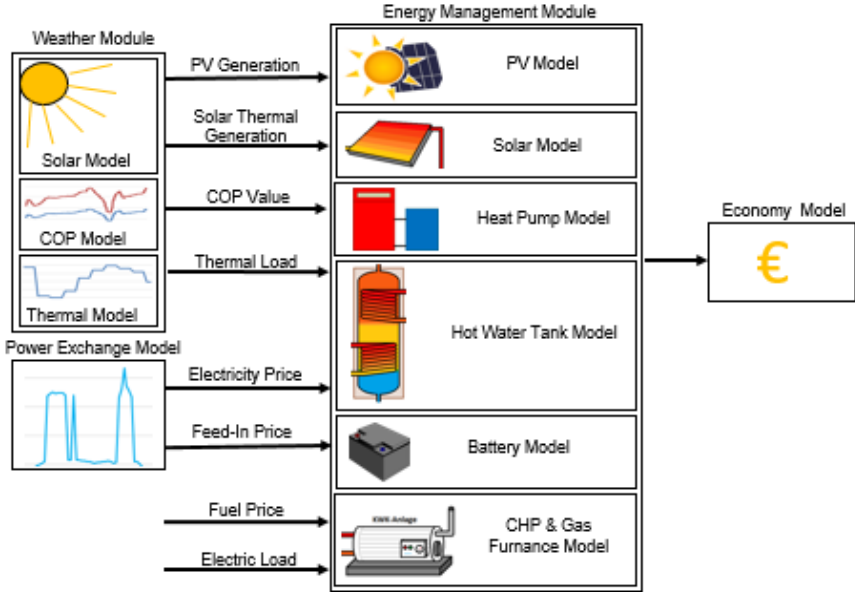 Energy Management Module
Weather Module
Solar Model
COP Model
Thermal Model
Power Exchange Model
PV Generation
Solar Thermal
Generation
COP Value
Thermal Load
Electricity Price
Feed-In Price
Fuel Price
Electric Load
PV Model
Solar Model
Heat Pump Model
Hot Water Tank Model
Battery Model
KWK-Anlage
CHP & Gas
Furnance Model
Economy Model
€